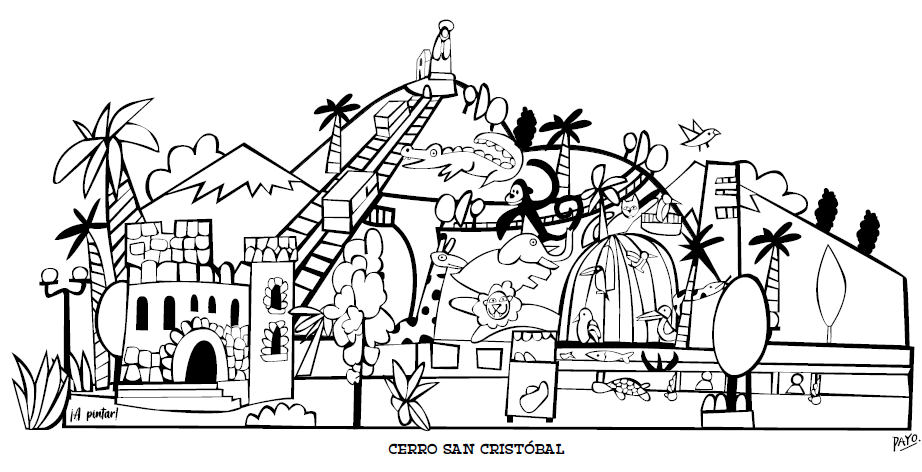 ¡A pintar!
CERRO SAN CRISTÓBAL
PAYO.